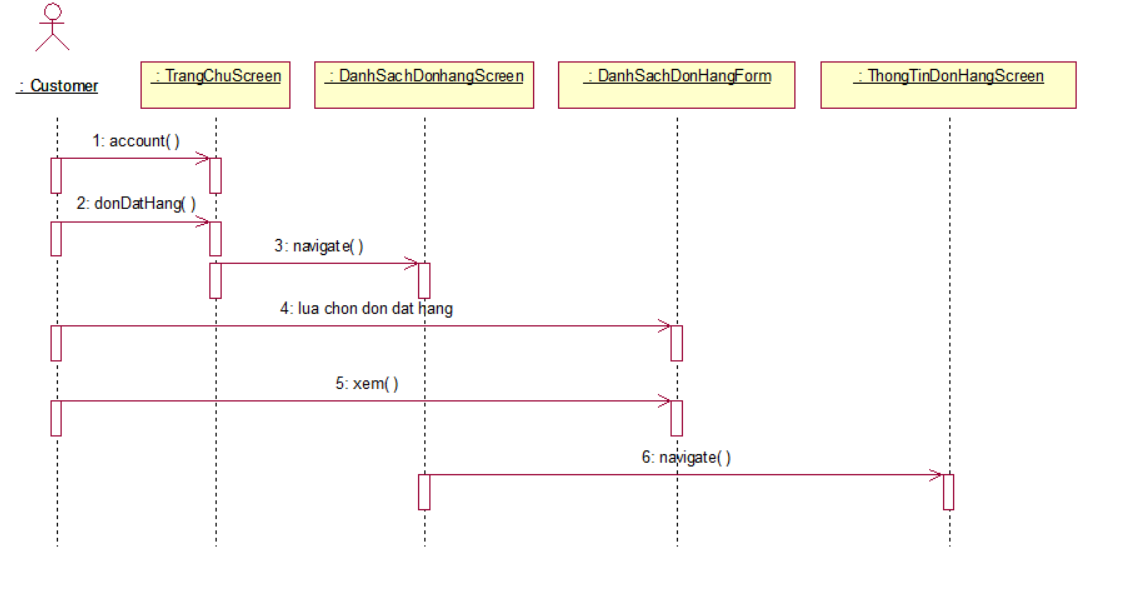 : Customer
: TrangChuScreen
: DanhSachDonhangScreen
: DanhSachDonHangForm
: ThongTinDonHangScreen
1: account( )
2: donDatHang( )
3: navigate( )
4: lua chon don dat hang
5: xem( )
6: navigate( )